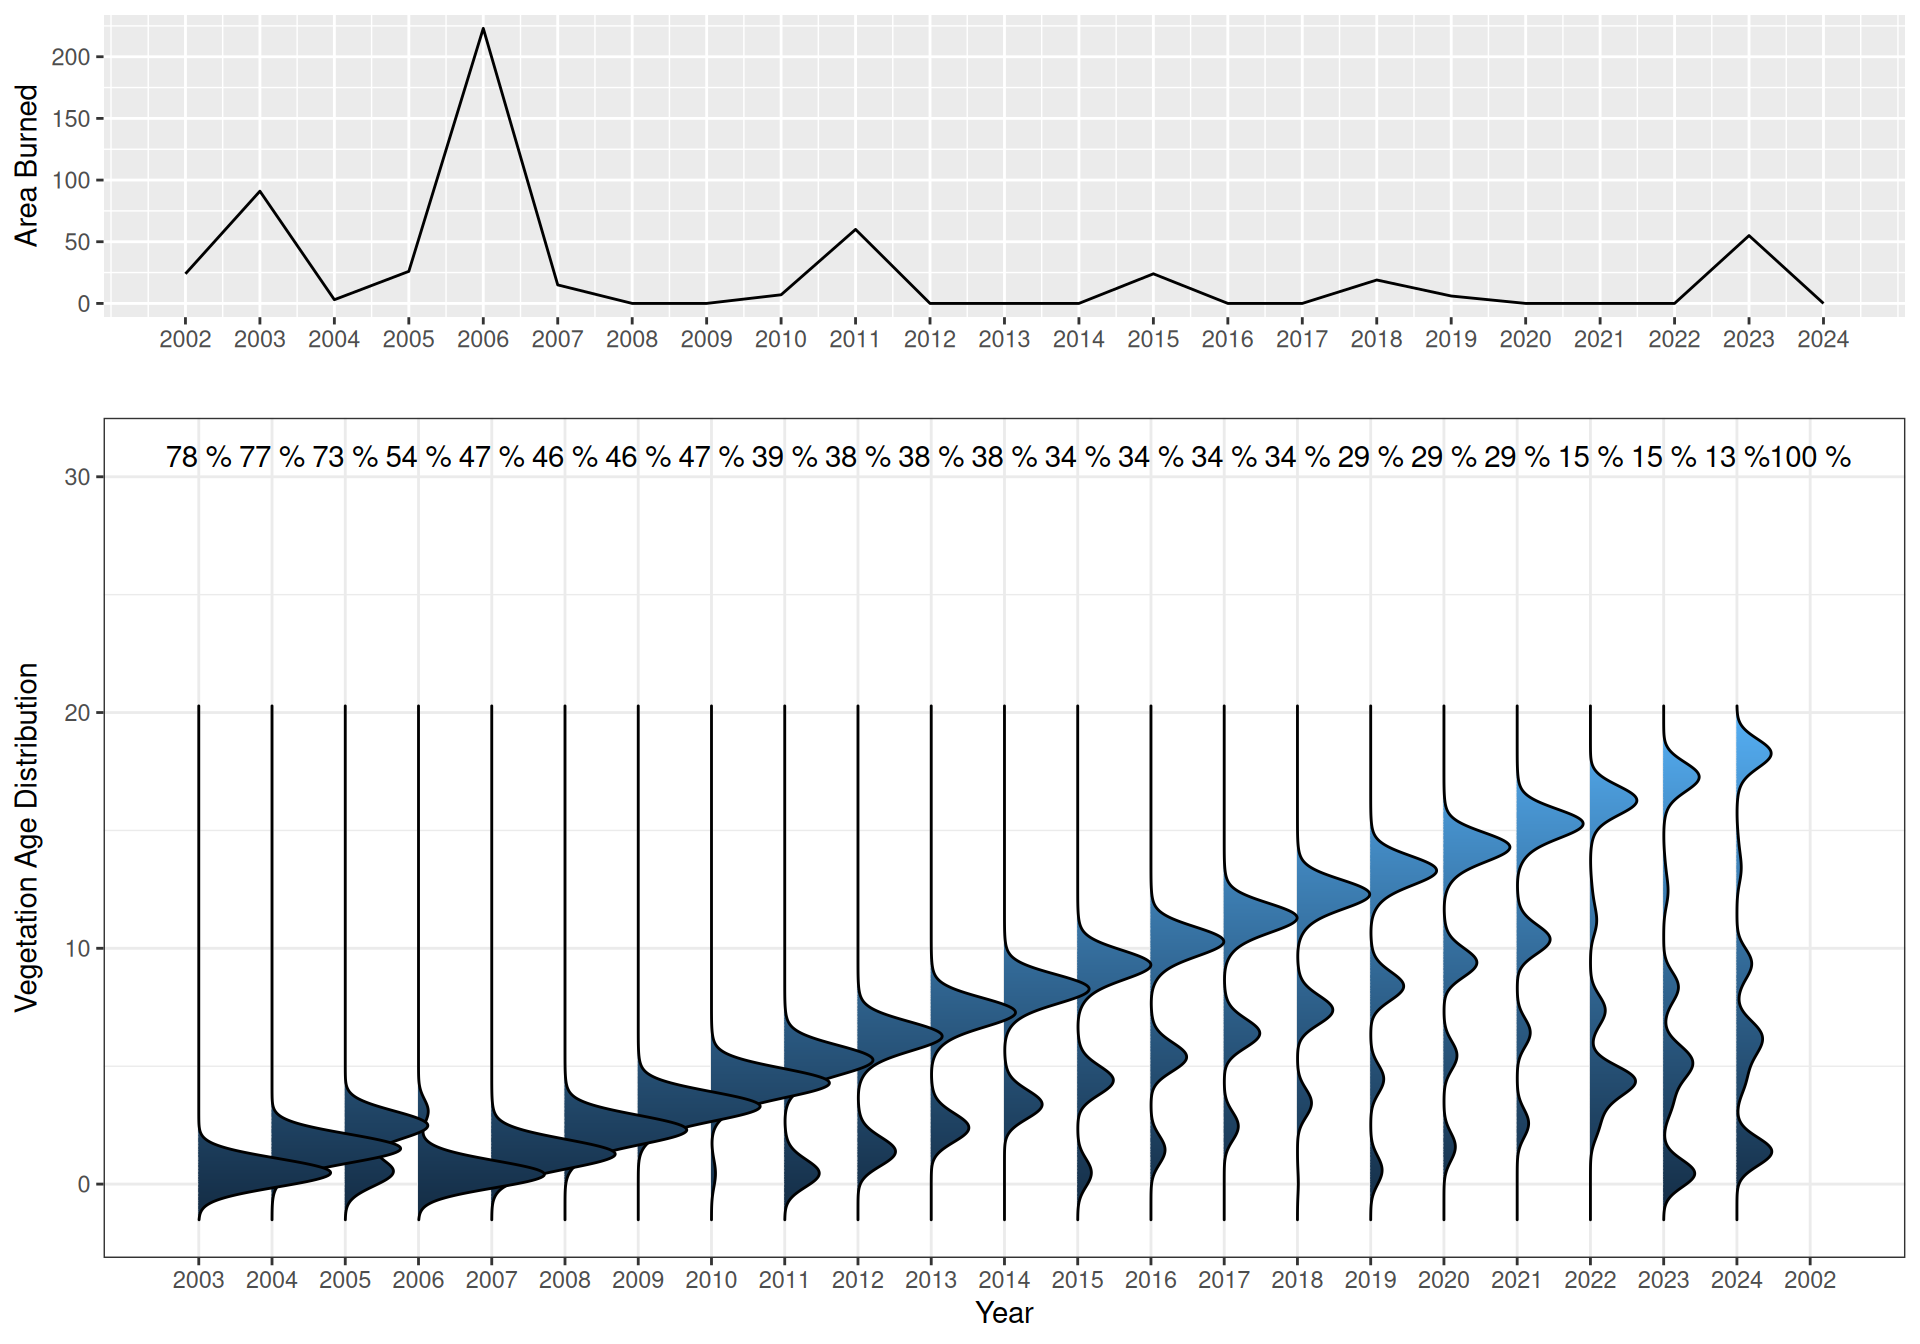 Area Burned
200
150
100
50
0
2002 2003 2004 2005 2006 2007 2008 2009 2010 2011 2012 2013 2014 2015 2016 2017 2018 2019 2020 2021 2022 2023 2024
78 % 77 % 73 % 54 % 47 % 46 % 46 % 47 % 39 % 38 % 38 % 38 % 34 % 34 % 34 % 34 % 29 % 29 % 29 % 15 % 15 % 13 % 100 %
Vegetation Age Distribution
30
20
10
0
2003 2004 2005 2006 2007 2008 2009 2010 2011 2012 2013 2014 2015 2016 2017 2018 2019 2020 2021 2022 2023 2024 2002
Year